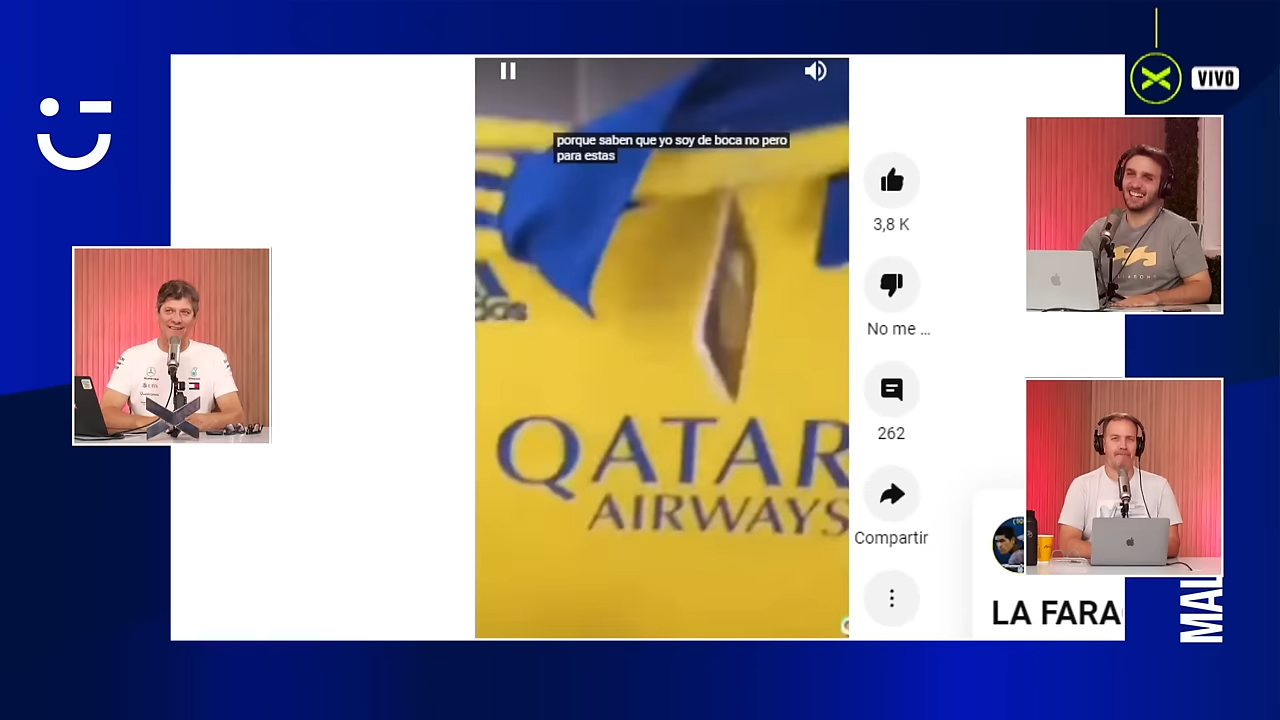 VIVO
porque saben que yo soy de boca no pero
para estas
QATAR
AIRWAYS
3,8 K
No me ...
262
Compartir
LA FARA